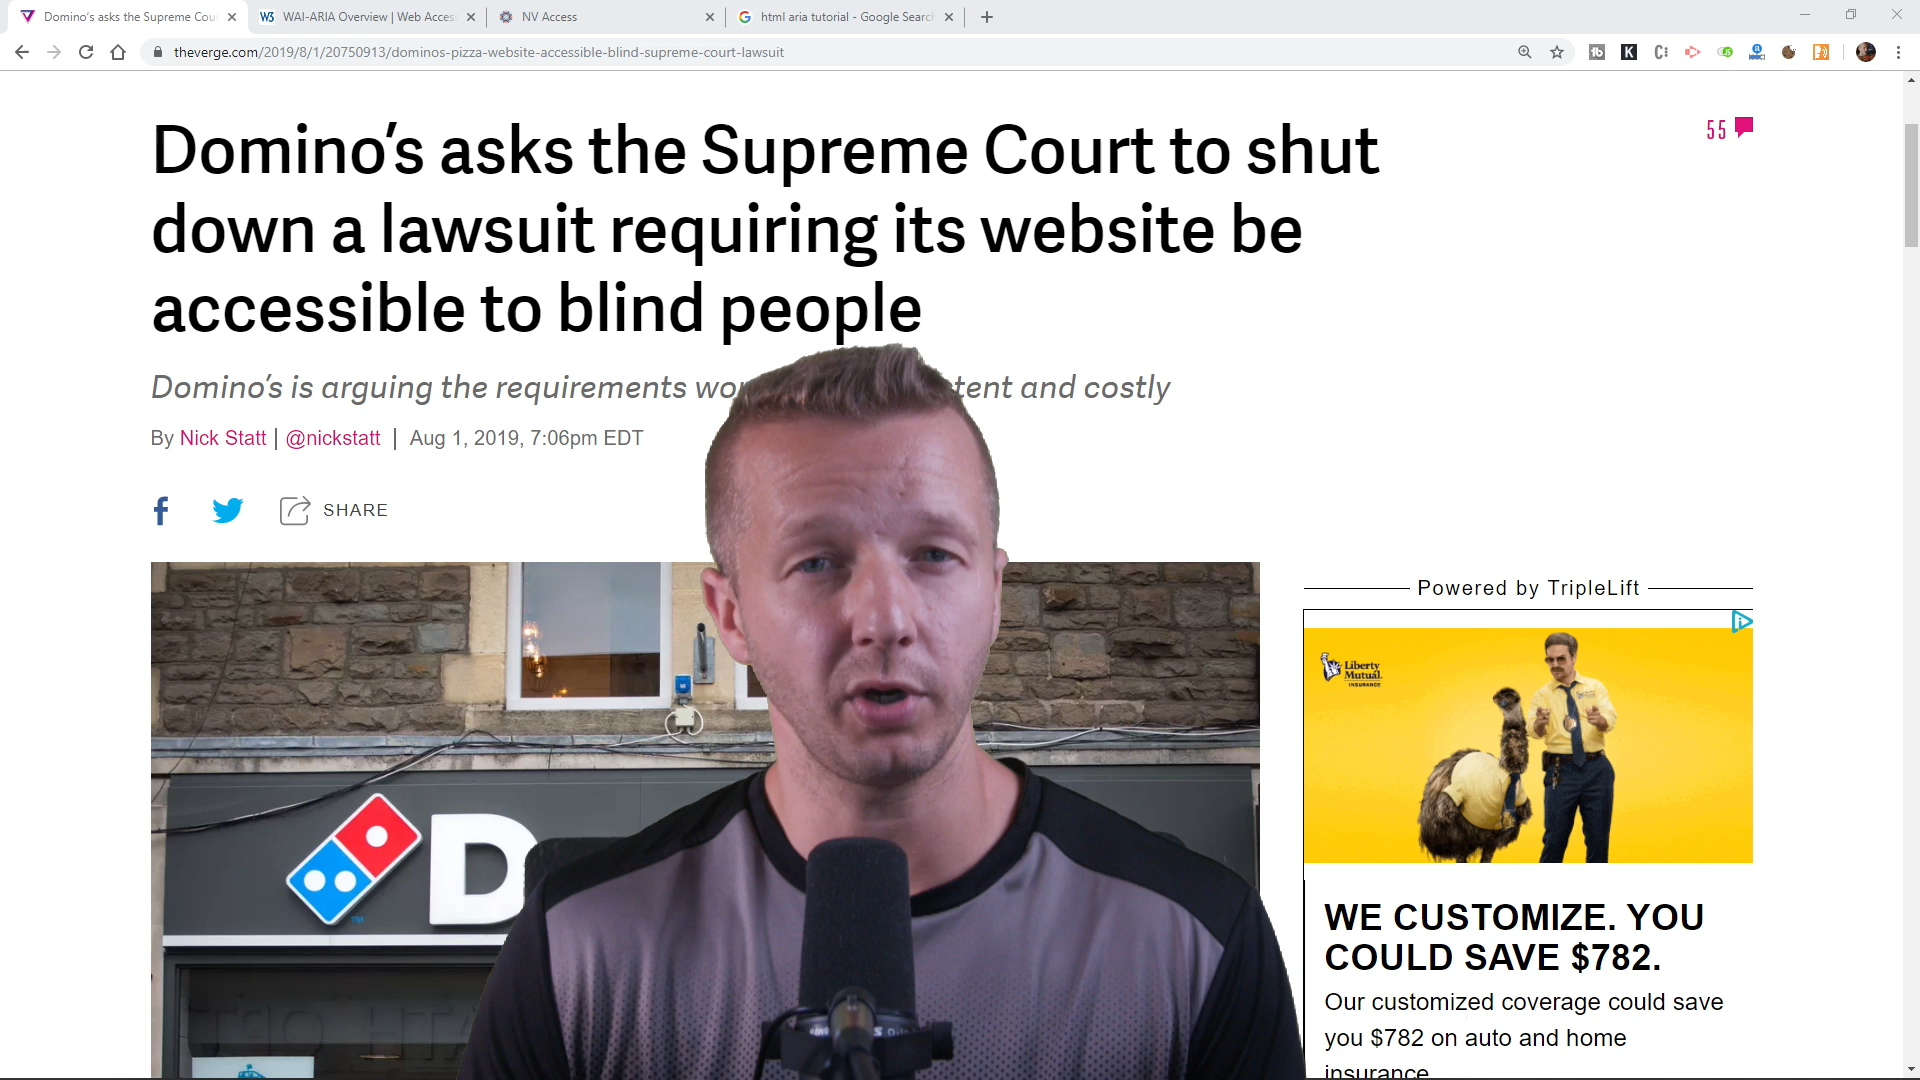 Domino's asks the Supreme Cou
WAI-ARIA Overview | Web Acces
NV Access
html aria tutorial - Google Search
theverge.com/2019/8/1/20750913/dominos-pizza-website-accessible-blind-supreme-court-lawsuit
Domino's asks the Supreme Court to shut
down a lawsuit requiring its website be
accessible to blind people
55
Domino's is arguing the requirements wo tent and costly
By Nick Statt | @nickstatt | Aug 1, 2019, 7:06pm EDT
SHARE
Powered by TripleLift
Liberty
Mutual.
INSURANCE
D
TM
WE CUSTOMIZE. YOU
COULD SAVE $782.
Our customized coverage could save
you $782 on auto and home
insurance